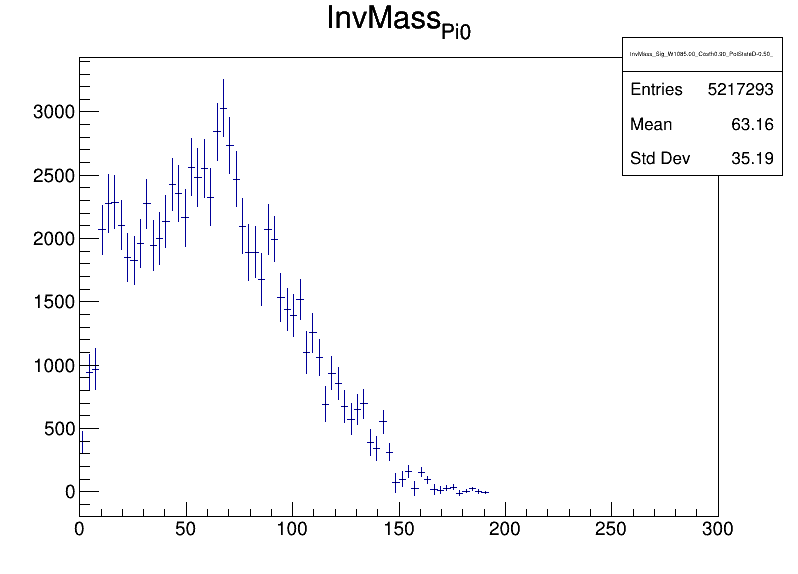 InvMass_Pi0
InvMass_Sig_W1085.00_Costh0.90_PolStateD-0.50_
Entries 5217293
Mean 63.16
Std Dev 35.19
3000
2500
2000
1500
1000
500
0
0 50 100 150 200 250 300